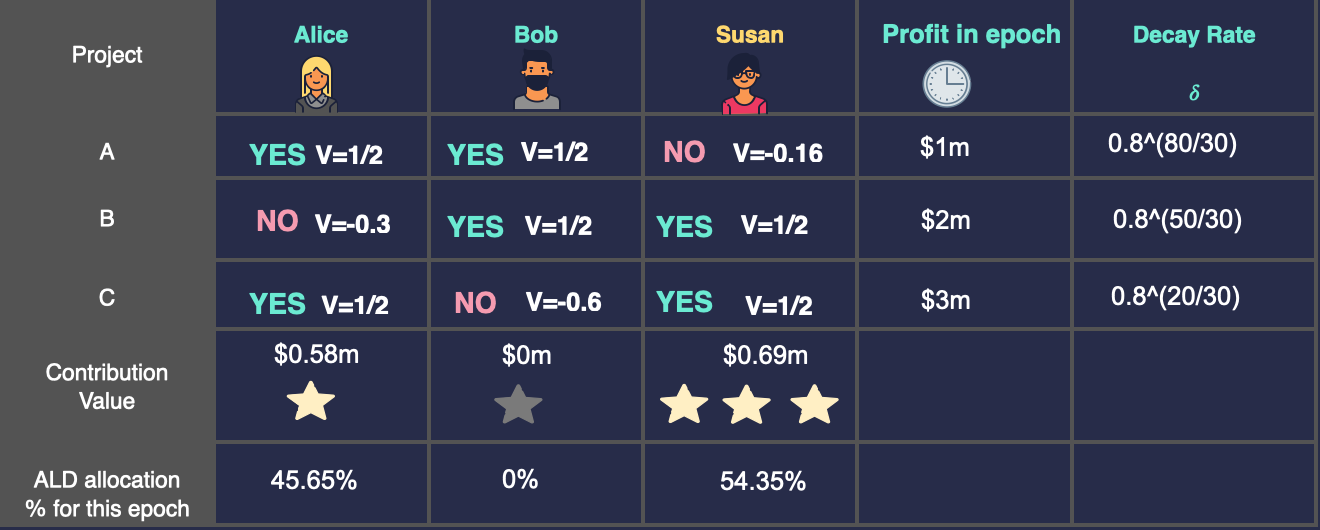 Project
Alice
Bob
Susan
Profit in epoch
Decay Rate
δ
A
YES V=1/2
YES V=1/2
NO V=-0.16
$1m
0.8^(80/30)
B
NO V=-0.3
YES V=1/2
YES V=1/2
$2m
0.8^(50/30)
C
YES V=1/2
NO V=-0.6
YES V=1/2
$3m
0.8^(20/30)
Contribution
Value
$0.58m
$0m
$0.69m
ALD allocation
% for this epoch
45.65%
0%
54.35%